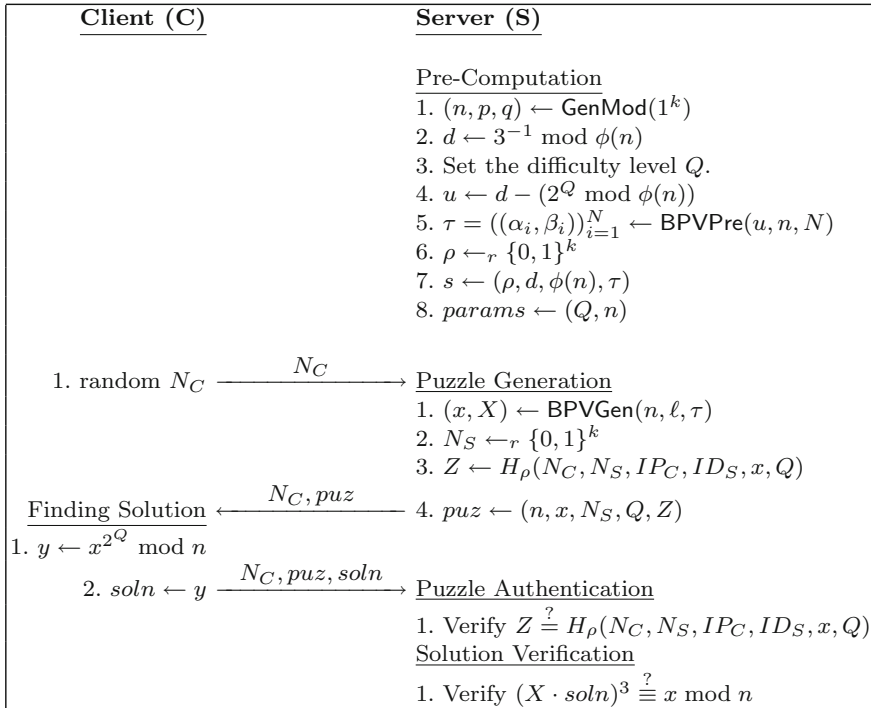 Client (C) Server (S)
Pre-Computation
1. (n, p, q) ← GenMod(1^k)
2. d ← 3^{−1} mod ϕ(n)
3. Set the difficulty level Q.
4. u ← d − (2^Q mod ϕ(n))
5. τ = ((α_i, β_i))_{i=1}^N ← BPVPre(u, n, N)
6. ρ ←_r {0, 1}^k
7. s ← (ρ, d, ϕ(n), τ)
8. params ← (Q, n)
1. random N_C N_C Puzzle Generation
1. (x, X) ← BPVGen(n, ℓ, τ)
2. N_S ←_r {0, 1}^k
3. Z ← H_ρ(N_C, N_S, IP_C, ID_S, x, Q)
Finding Solution N_C, puz 4. puz ← (n, x, N_S, Q, Z)
1. y ← x^{2^Q} mod n
2. soln ← y N_C, puz, soln Puzzle Authentication
1. Verify Z ≟ H_ρ(N_C, N_S, IP_C, ID_S, x, Q)
Solution Verification
1. Verify (X · soln)^3 ≡^? x mod n